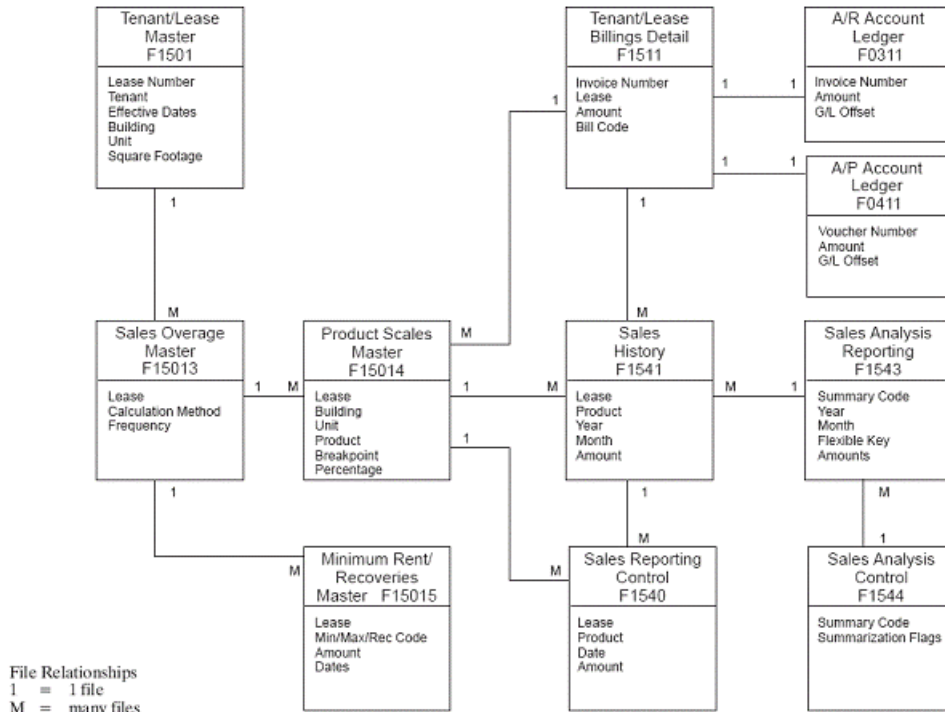 Tenant/Lease
Master
F1501
Lease Number
Tenant
Effective Dates
Building
Unit
Square Footage
Tenant/Lease
Billings Detail
F1511
Invoice Number
Lease
Amount
Bill Code
A/R Account
Ledger
F0311
Invoice Number
Amount
G/L Offset
1
1
1
1
1
A/P Account
Ledger
F0411
Voucher Number
Amount
G/L Offset
1
1
M
M
M
Sales Overage
Master
F15013
Lease
Calculation Method
Frequency
1
M
Product Scales
Master
F15014
Lease
Building
Unit
Product
Breakpoint
Percentage
1
M
1
Sales
History
F1541
Lease
Product
Year
Month
Amount
M
1
Sales Analysis
Reporting
F1543
Summary Code
Year
Month
Flexible Key
Amounts
1
1
M
M
M
1
M
M
Minimum Rent/
Recoveries
Master F15015
Lease
Min/Max/Rec Code
Amount
Dates
Sales Reporting
Control
F1540
Lease
Product
Date
Amount
Sales Analysis
Control
F1544
Summary Code
Summarization Flags
File Relationships
1 = 1 file
M = many files